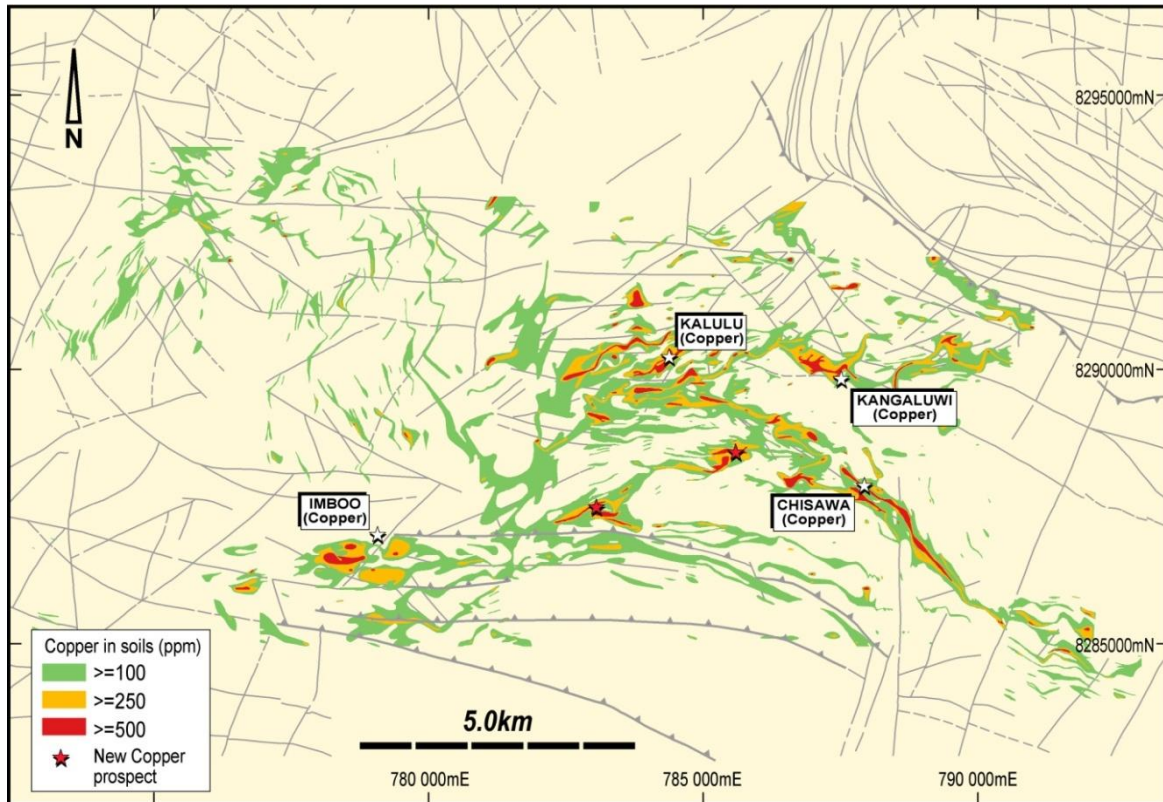 N
8295000mN
KALULU
(Copper)
8290000mN
KANGALUWI
(Copper)
IMBOO
(Copper)
CHISAWA
(Copper)
8285000mN
Copper in soils (ppm)
>=100
>=250
>=500
New Copper
prospect
5.0km
780 000mE
785 000mE
790 000mE